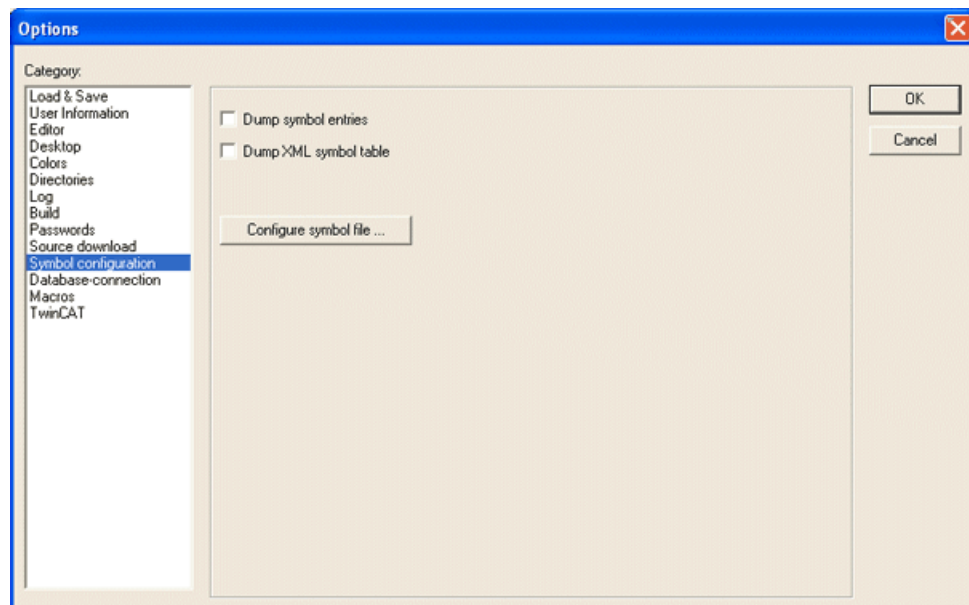 Options
Category:
Load & Save
User Information
Editor
Desktop
Colors
Directories
Log
Build
Passwords
Source download
Symbol configuration
Database-connection
Macros
TwinCAT
Dump symbol entries
Dump XML symbol table
Configure symbol file ...
OK
Cancel